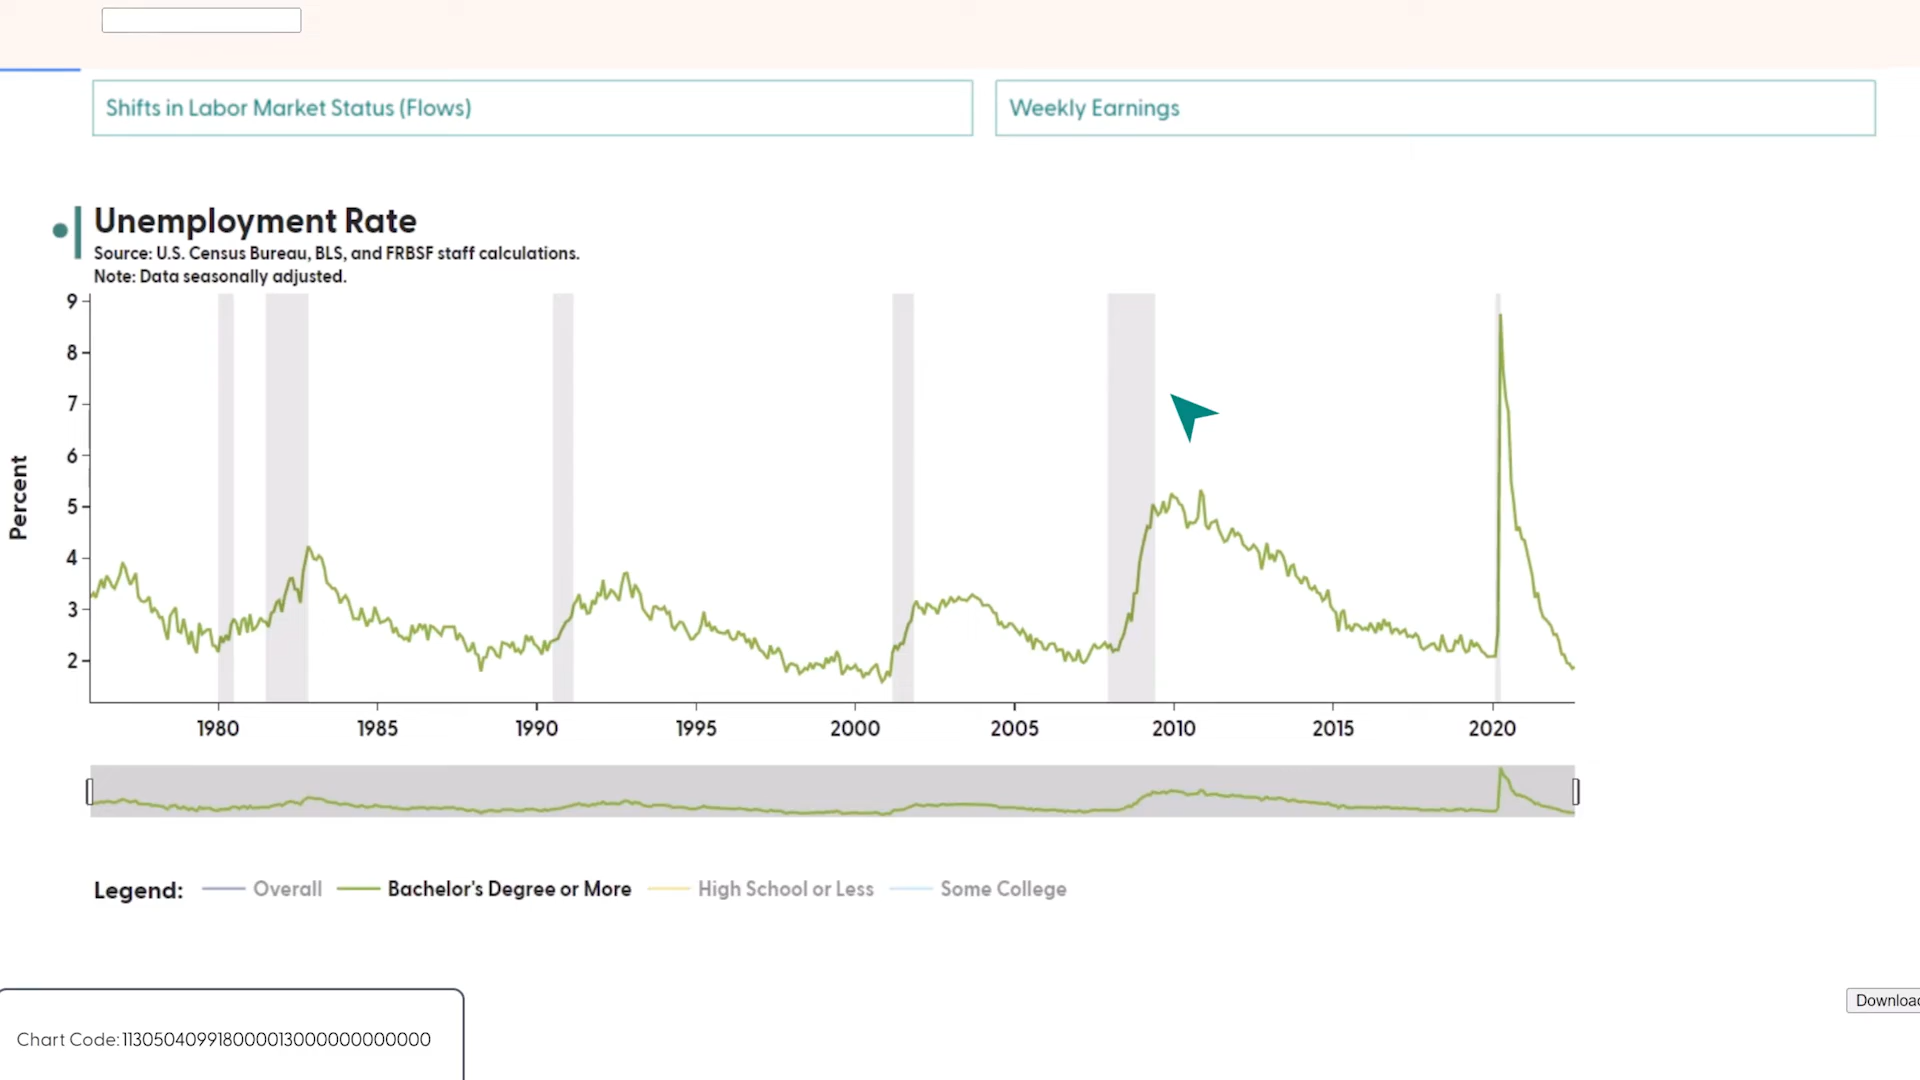 Shifts in Labor Market Status (Flows)
Weekly Earnings
Unemployment Rate
Source: U.S. Census Bureau, BLS, and FRBSF staff calculations.
Note: Data seasonally adjusted.
Percent
9
8
7
6
5
4
3
2
1980 1985 1990 1995 2000 2005 2010 2015 2020
Legend: Overall Bachelor's Degree or More High School or Less Some College
Chart Code:1130504099180000130000000000000